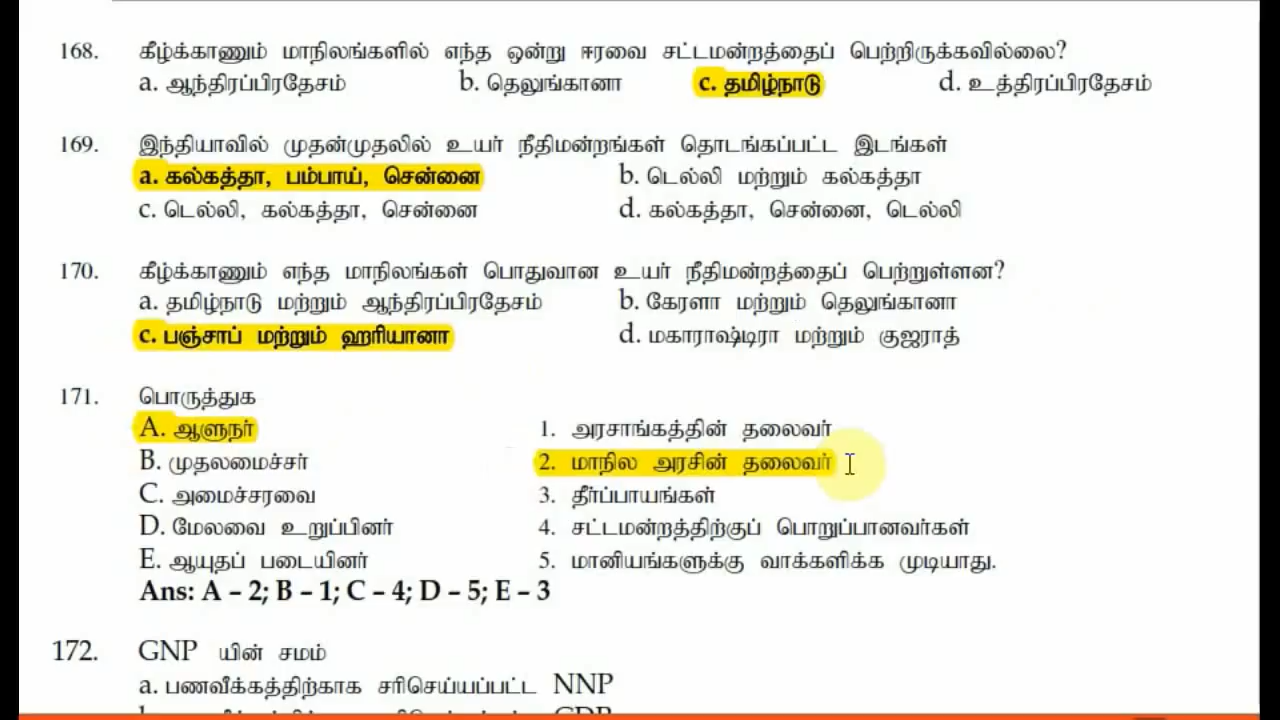 168. கீழ்க்காணும் மாநிலங்களில் எந்த ஒன்று ஈரவை சட்டமன்றத்தைப் பெற்றிருக்கவில்லை?
a. ஆந்திரப்பிரதேசம் b. தெலுங்கானா c. தமிழ்நாடு d. உத்திரப்பிரதேசம்
169. இந்தியாவில் முதன்முதலில் உயர் நீதிமன்றங்கள் தொடங்கப்பட்ட இடங்கள்
a. கல்கத்தா, பம்பாய், சென்னை b. டெல்லி மற்றும் கல்கத்தா
c. டெல்லி, கல்கத்தா, சென்னை d. கல்கத்தா, சென்னை, டெல்லி
170. கீழ்க்காணும் எந்த மாநிலங்கள் பொதுவான உயர் நீதிமன்றத்தைப் பெற்றுள்ளன?
a. தமிழ்நாடு மற்றும் ஆந்திரப்பிரதேசம் b. கேரளா மற்றும் தெலுங்கானா
c. பஞ்சாப் மற்றும் ஹரியானா d. மகாராஷ்டிரா மற்றும் குஜராத்
171. பொருத்துக
A. ஆளுநர் 1. அரசாங்கத்தின் தலைவர்
B. முதலமைச்சர் 2. மாநில அரசின் தலைவர்
C. அமைச்சரவை 3. தீர்ப்பாயங்கள்
D. மேலவை உறுப்பினர் 4. சட்டமன்றத்திற்குப் பொறுப்பானவர்கள்
E. ஆயுதப் படையினர் 5. மானியங்களுக்கு வாக்களிக்க முடியாது.
Ans: A – 2; B – 1; C – 4; D – 5; E – 3
172. GNP யின் சமம்
a. பணவீக்கத்திற்காக சரிசெய்யப்பட்ட NNP